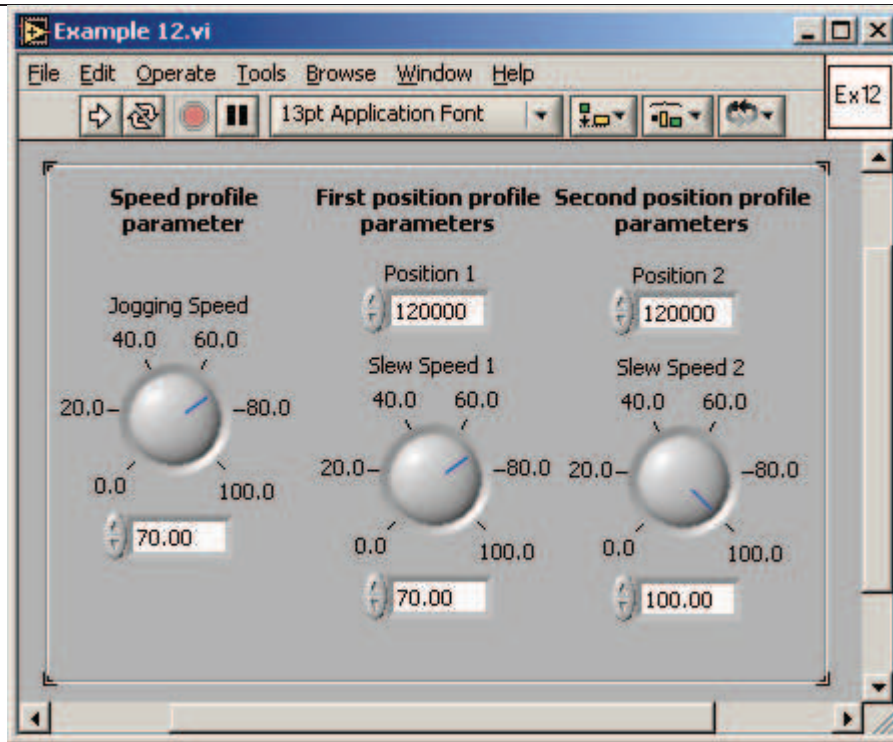 Example 12.vi
File Edit Operate Tools Browse Window Help
13pt Application Font
Ex12
Speed profile
parameter
Jogging Speed
40.0 60.0
20.0 80.0
0.0 100.0
70.00
First position profile
parameters
Position 1
120000
Slew Speed 1
40.0 60.0
20.0 80.0
0.0 100.0
70.00
Second position profile
parameters
Position 2
120000
Slew Speed 2
40.0 60.0
20.0 80.0
0.0 100.0
100.00